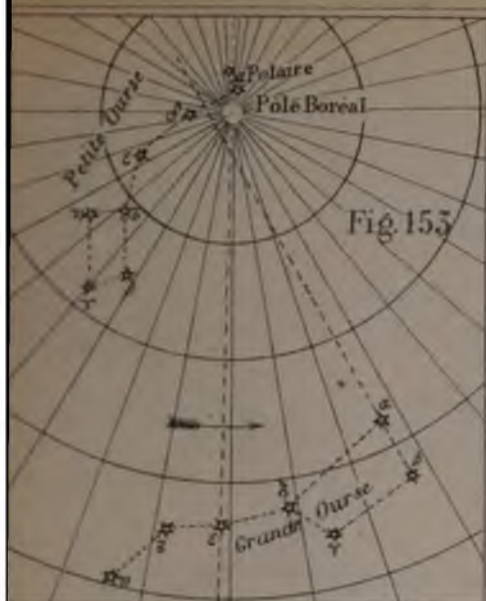 α Polaire
Pôle Boréal
Petite Ourse
Fig. 153
α
δ
γ
ε
Grande Ourse